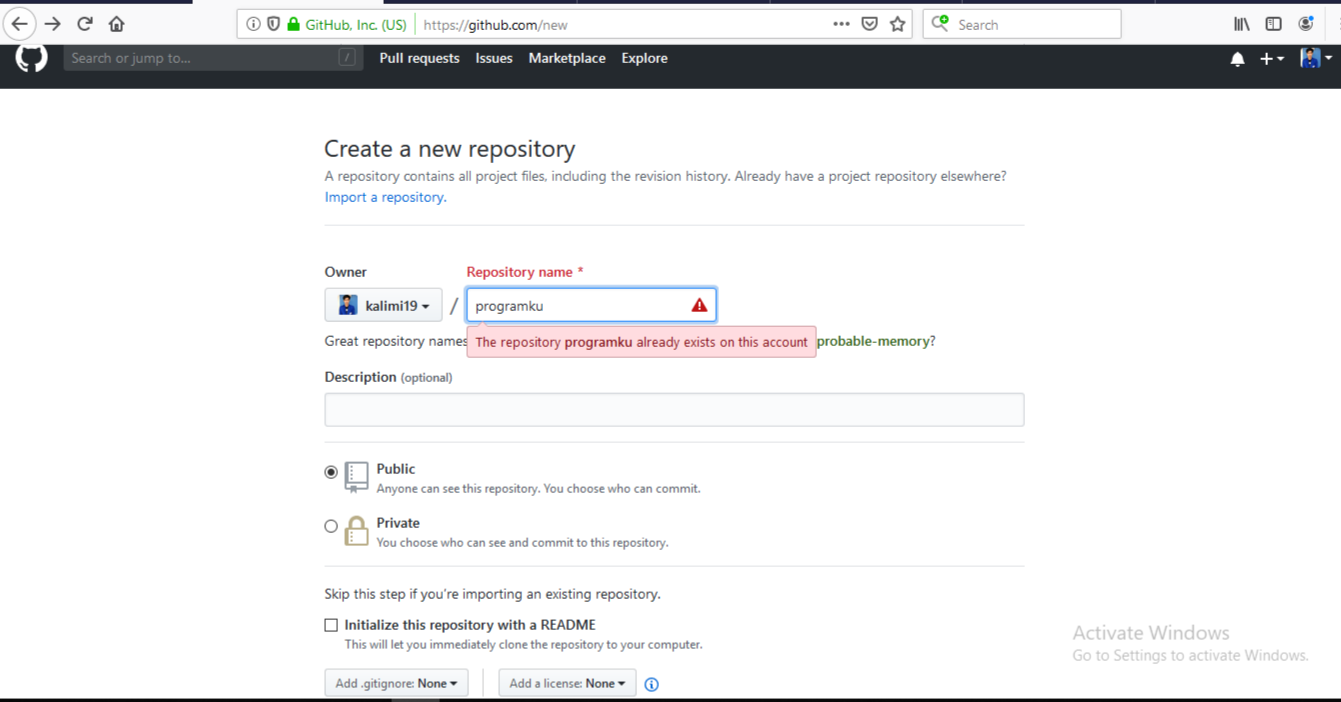 GitHub, Inc. (US) https://github.com/new Search
Search or jump to... / Pull requests Issues Marketplace Explore
Create a new repository
A repository contains all project files, including the revision history. Already have a project repository elsewhere?
Import a repository.
Owner Repository name *
kalimi19 / programku
Great repository names The repository programku already exists on this account probable-memory?
Description (optional)
Public
Anyone can see this repository. You choose who can commit.
Private
You choose who can see and commit to this repository.
Skip this step if you're importing an existing repository.
Initialize this repository with a README
This will let you immediately clone the repository to your computer.
Add .gitignore: None Add a license: None
Activate Windows
Go to Settings to activate Windows.